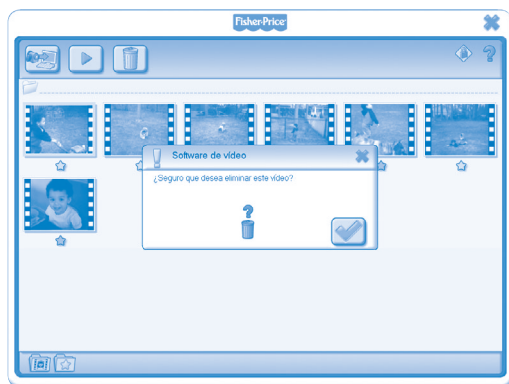 Fisher-Price
Software de vídeo
¿Seguro que desea eliminar este vídeo?